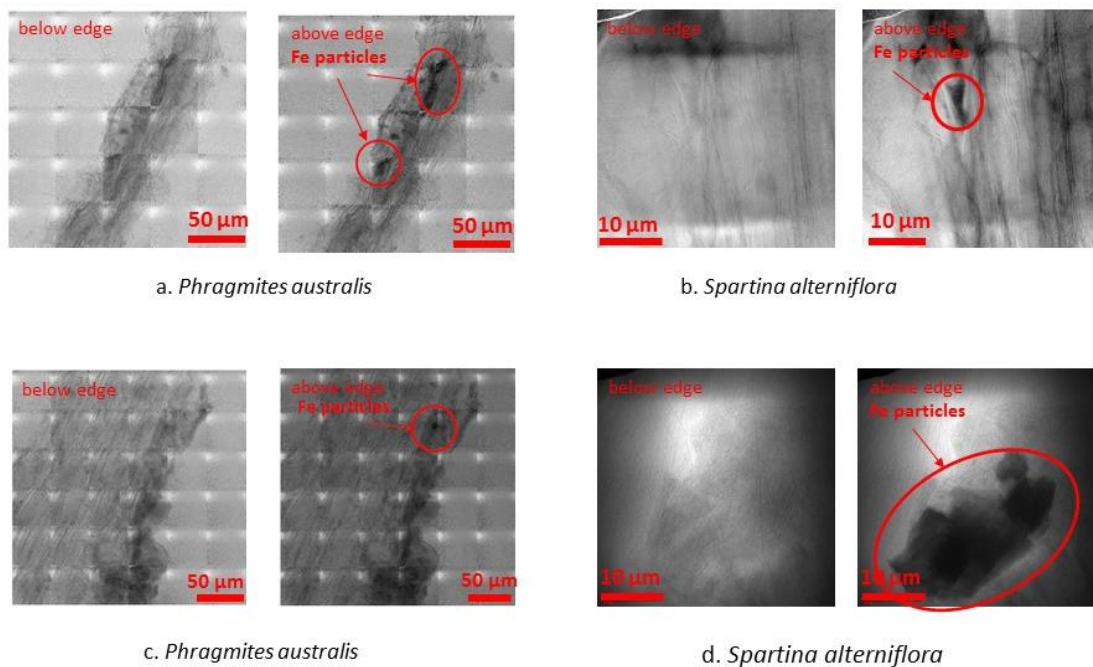 below edge
above edge
Fe particles
50 µm
50 µm
a. Phragmites australis
below edge
above edge
Fe particles
10 µm
10 µm
b. Spartina alterniflora
below edge
above edge
Fe particles
50 µm
50 µm
c. Phragmites australis
below edge
above edge
Fe particles
10 µm
10 µm
d. Spartina alterniflora